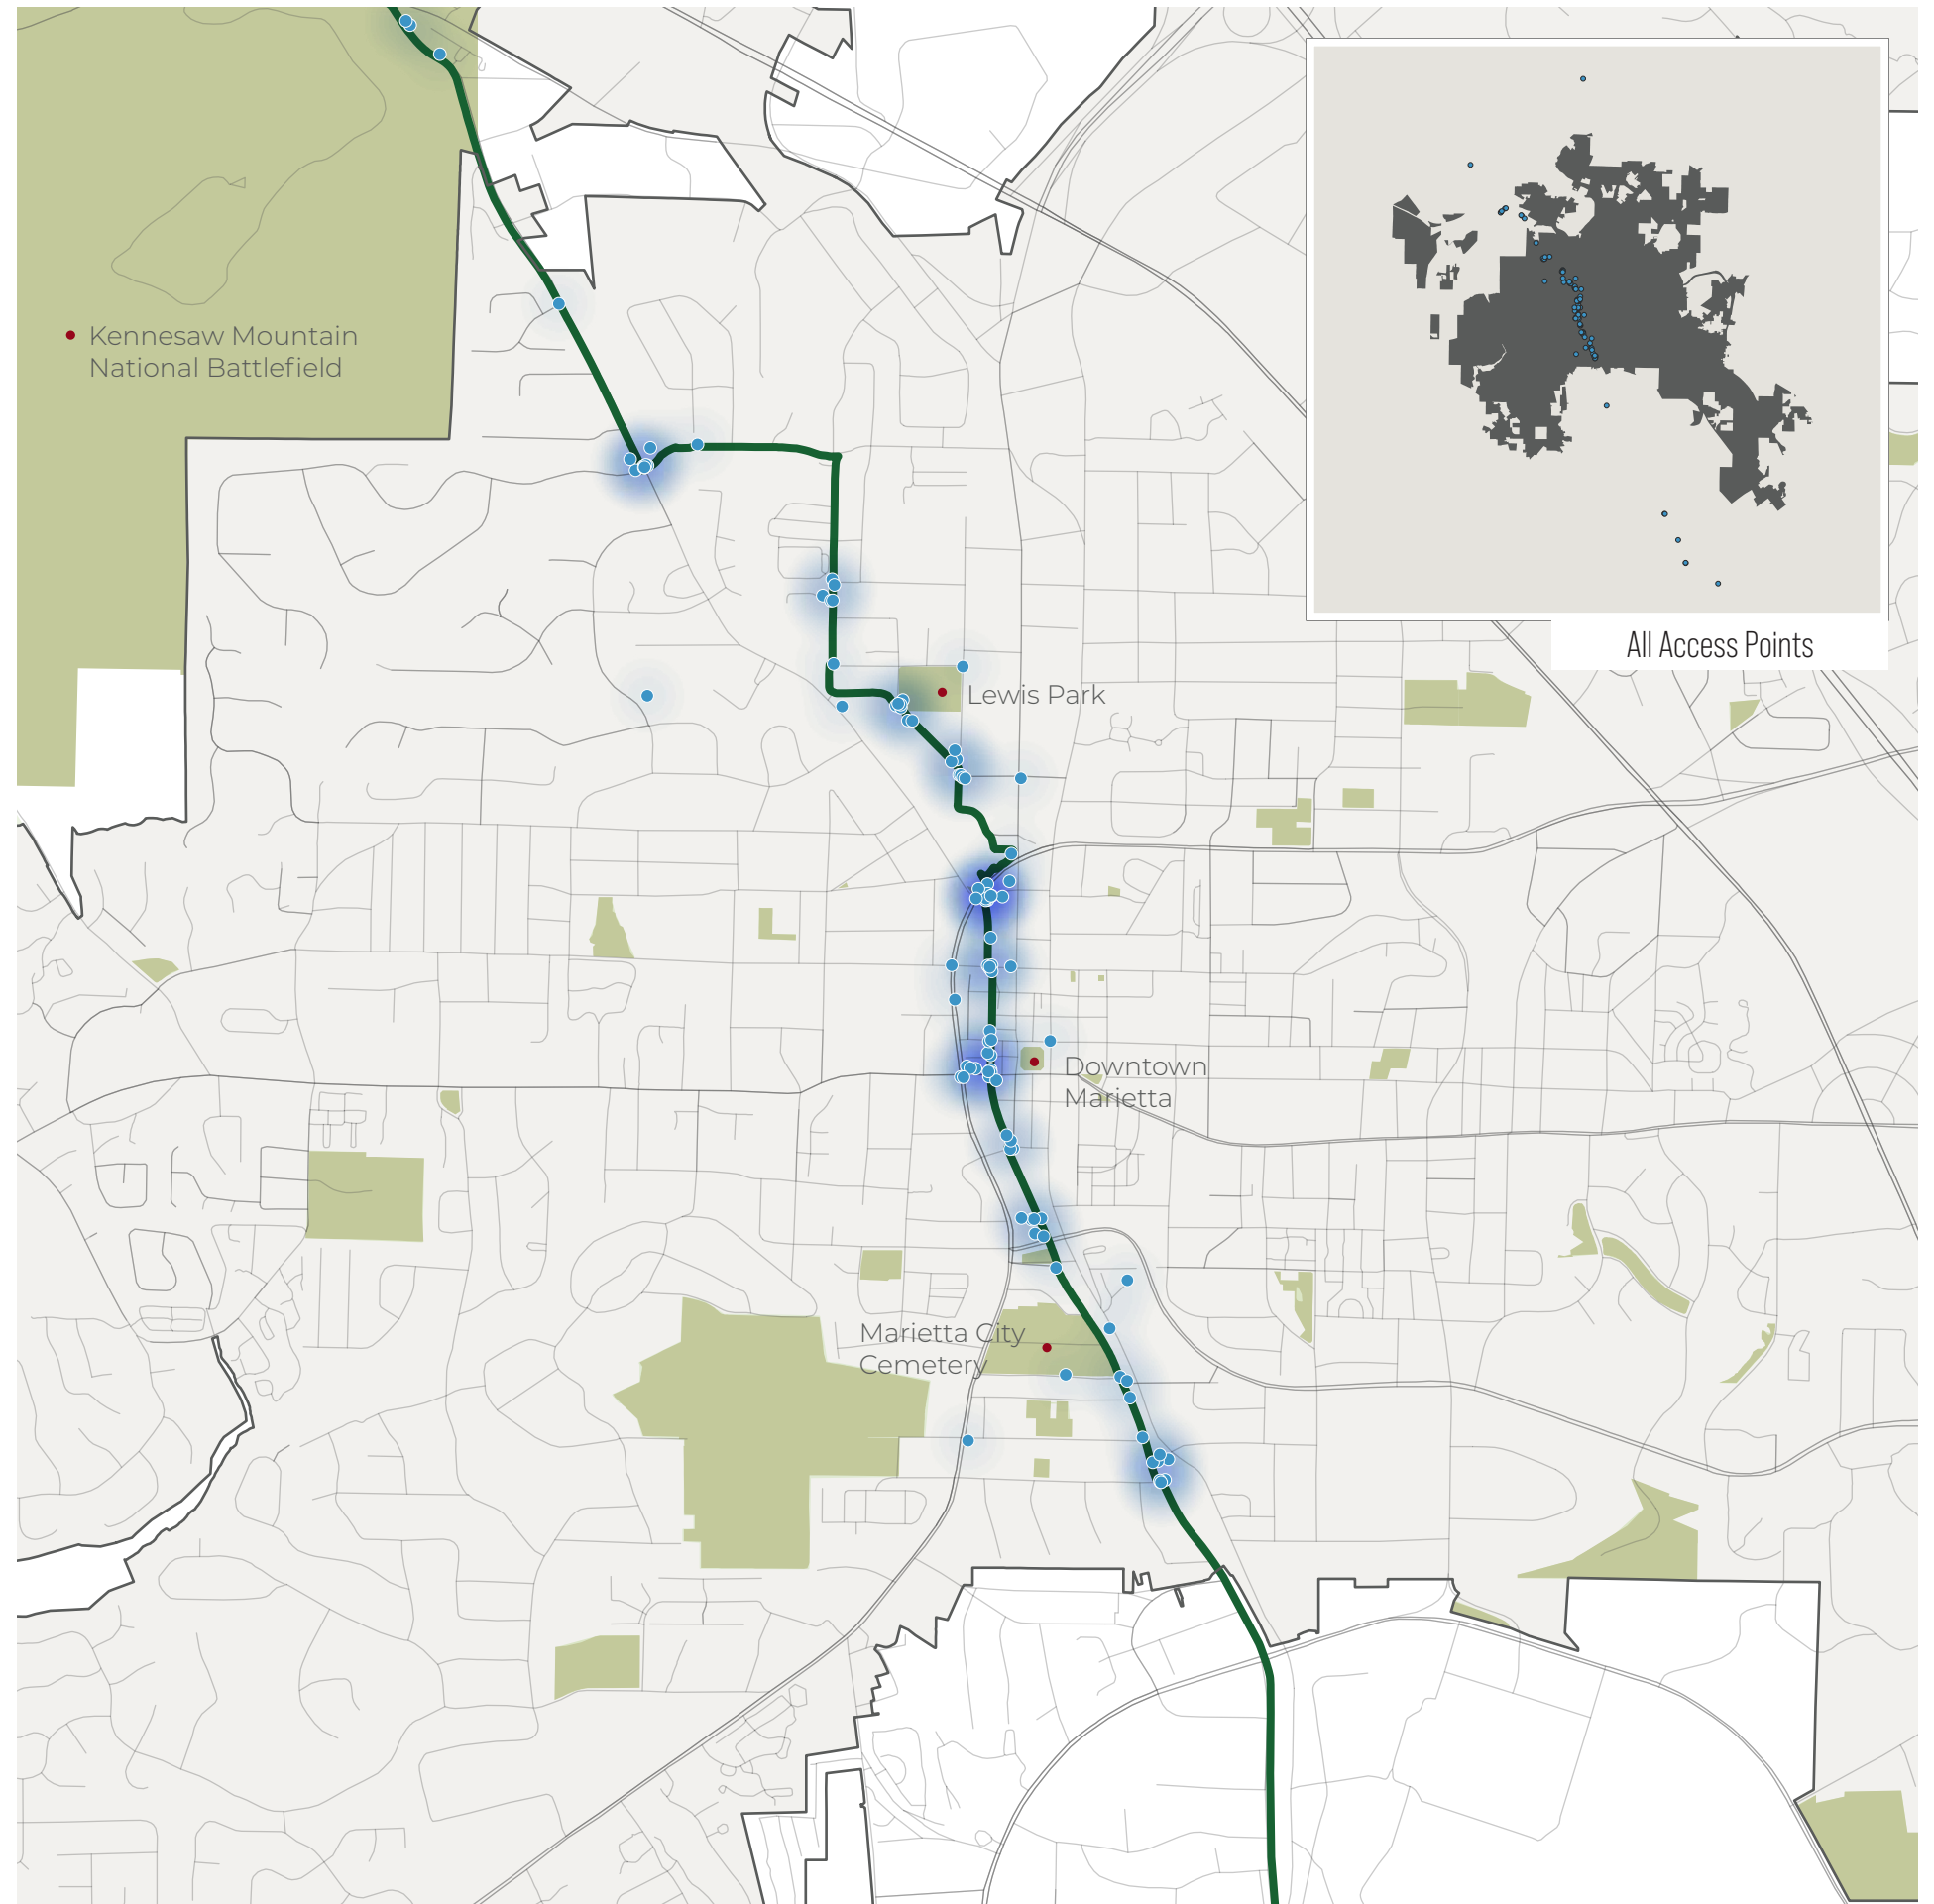 All Access Points
Kennesaw Mountain
National Battlefield
Lewis Park
Downtown
Marietta
Marietta City
Cemetery